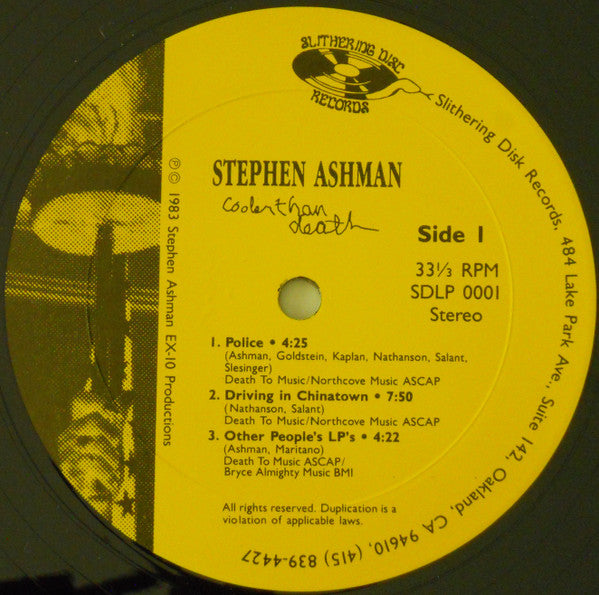 SLITHERING DISC
RECORDS
Slithering Disk Records, 484 Lake Park Ave., Suite 142, Oakland, CA 94610, (415) 839-4427
STEPHEN ASHMAN
cooler than
death
Side 1
33⅓ RPM
SDLP 0001
Stereo
℗© 1983 Stephen Ashman EX-10 Productions
1. Police • 4:25
(Ashman, Goldstein, Kaplan, Nathanson, Salant,
Slesinger)
Death To Music/Northcove Music ASCAP
2. Driving in Chinatown • 7:50
(Nathanson, Salant)
Death To Music/Northcove Music ASCAP
3. Other People's LP's • 4:22
(Ashman, Maritano)
Death To Music ASCAP/
Bryce Almighty Music BMI
All rights reserved. Duplication is a
violation of applicable laws.